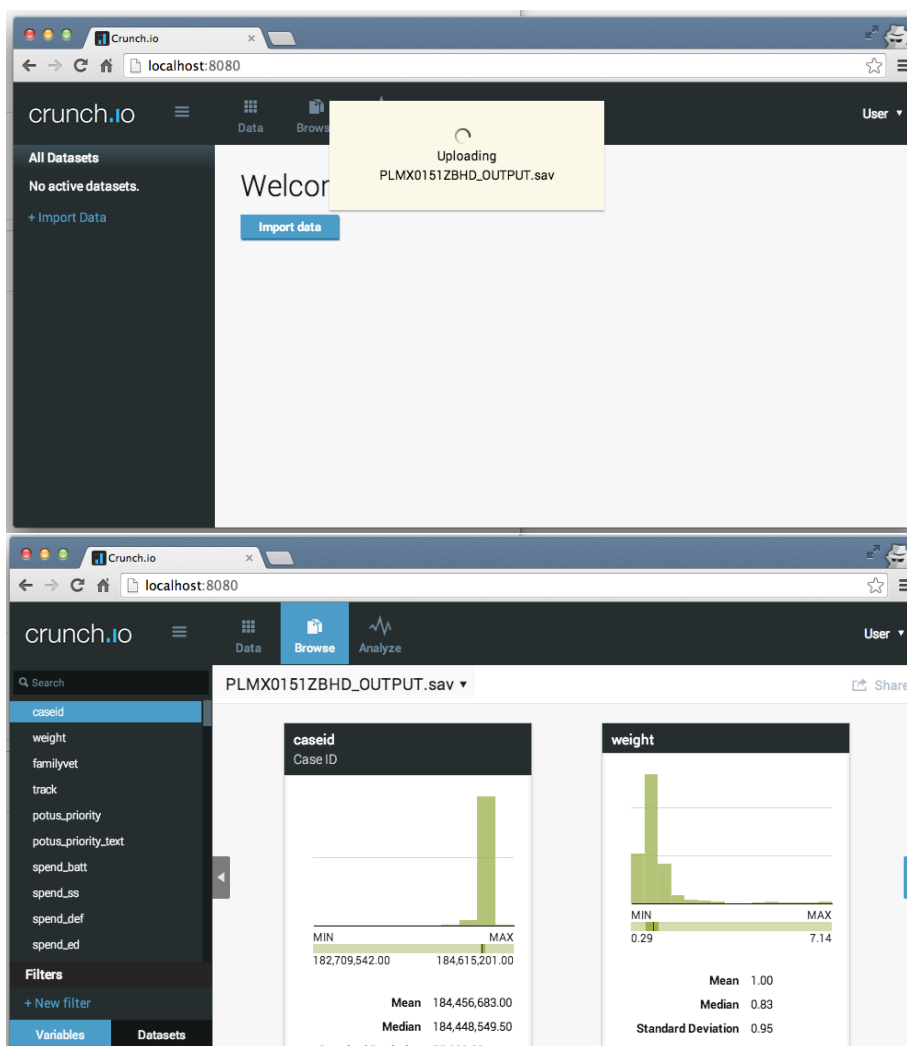 Crunch.io
localhost:8080
crunch.io
Data
Brows
User
All Datasets
No active datasets.
+ Import Data
Uploading
PLMX0151ZBHD_OUTPUT.sav
Welcor
Import data
Crunch.io
localhost:8080
crunch.io
Data
Browse
Analyze
User
Search
PLMX0151ZBHD_OUTPUT.sav
Share
caseid
weight
familyvet
track
potus_priority
potus_priority_text
spend_batt
spend_ss
spend_def
spend_ed
Filters
+ New filter
Variables Datasets
caseid
Case ID
MIN MAX
182,709,542.00 184,615,201.00
Mean 184,456,683.00
Median 184,448,549.50
weight
MIN MAX
0.29 7.14
Mean 1.00
Median 0.83
Standard Deviation 0.95